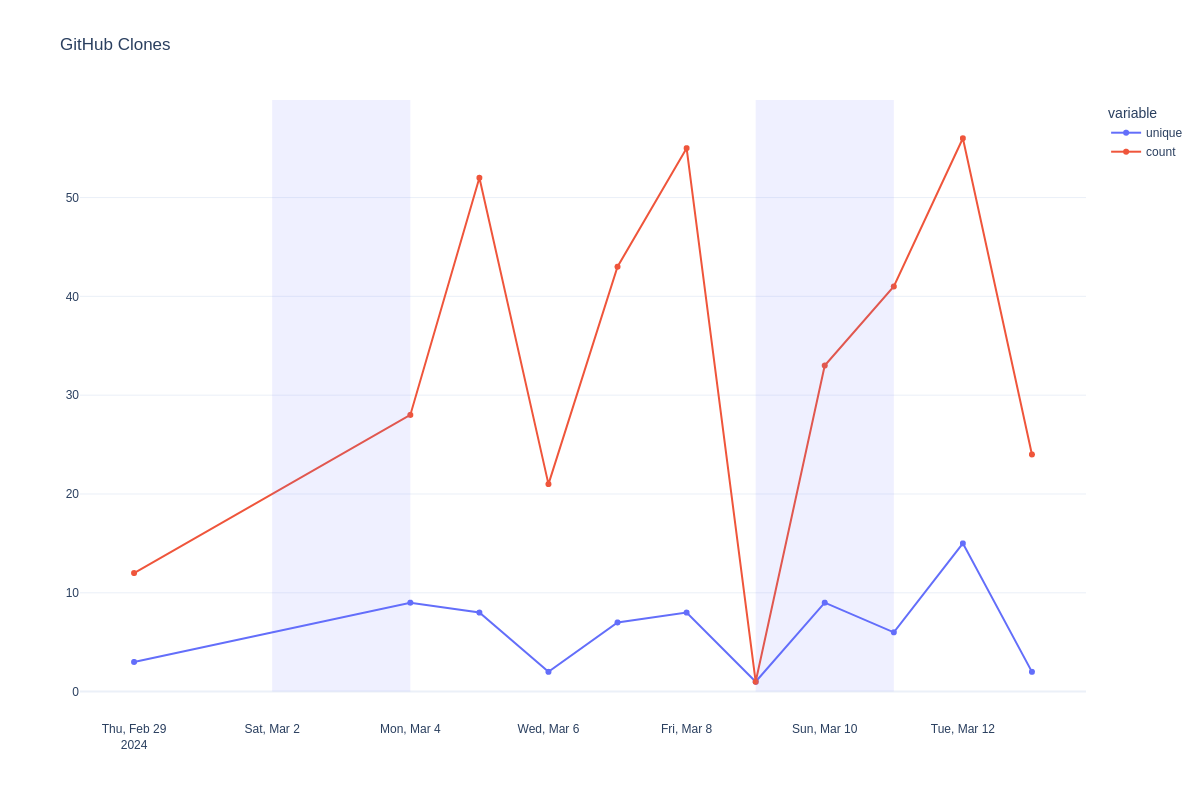 GitHub Clones
variable
unique
count
50
40
30
20
10
0
Thu, Feb 29
2024
Sat, Mar 2
Mon, Mar 4
Wed, Mar 6
Fri, Mar 8
Sun, Mar 10
Tue, Mar 12